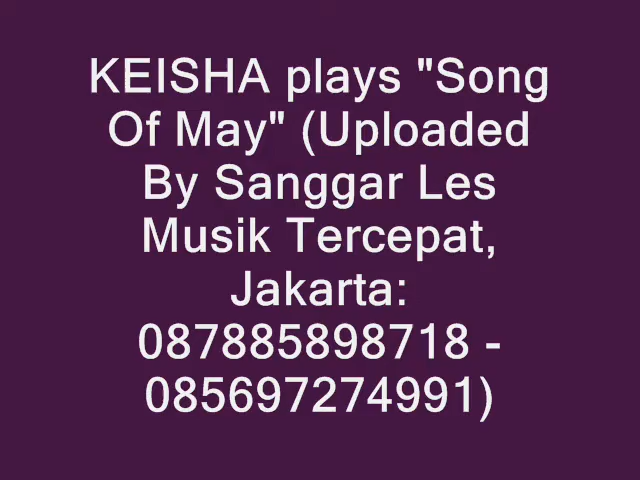 KEISHA plays "Song
Of May" (Uploaded
By Sanggar Les
Musik Tercepat,
Jakarta:
087885898718 -
085697274991)